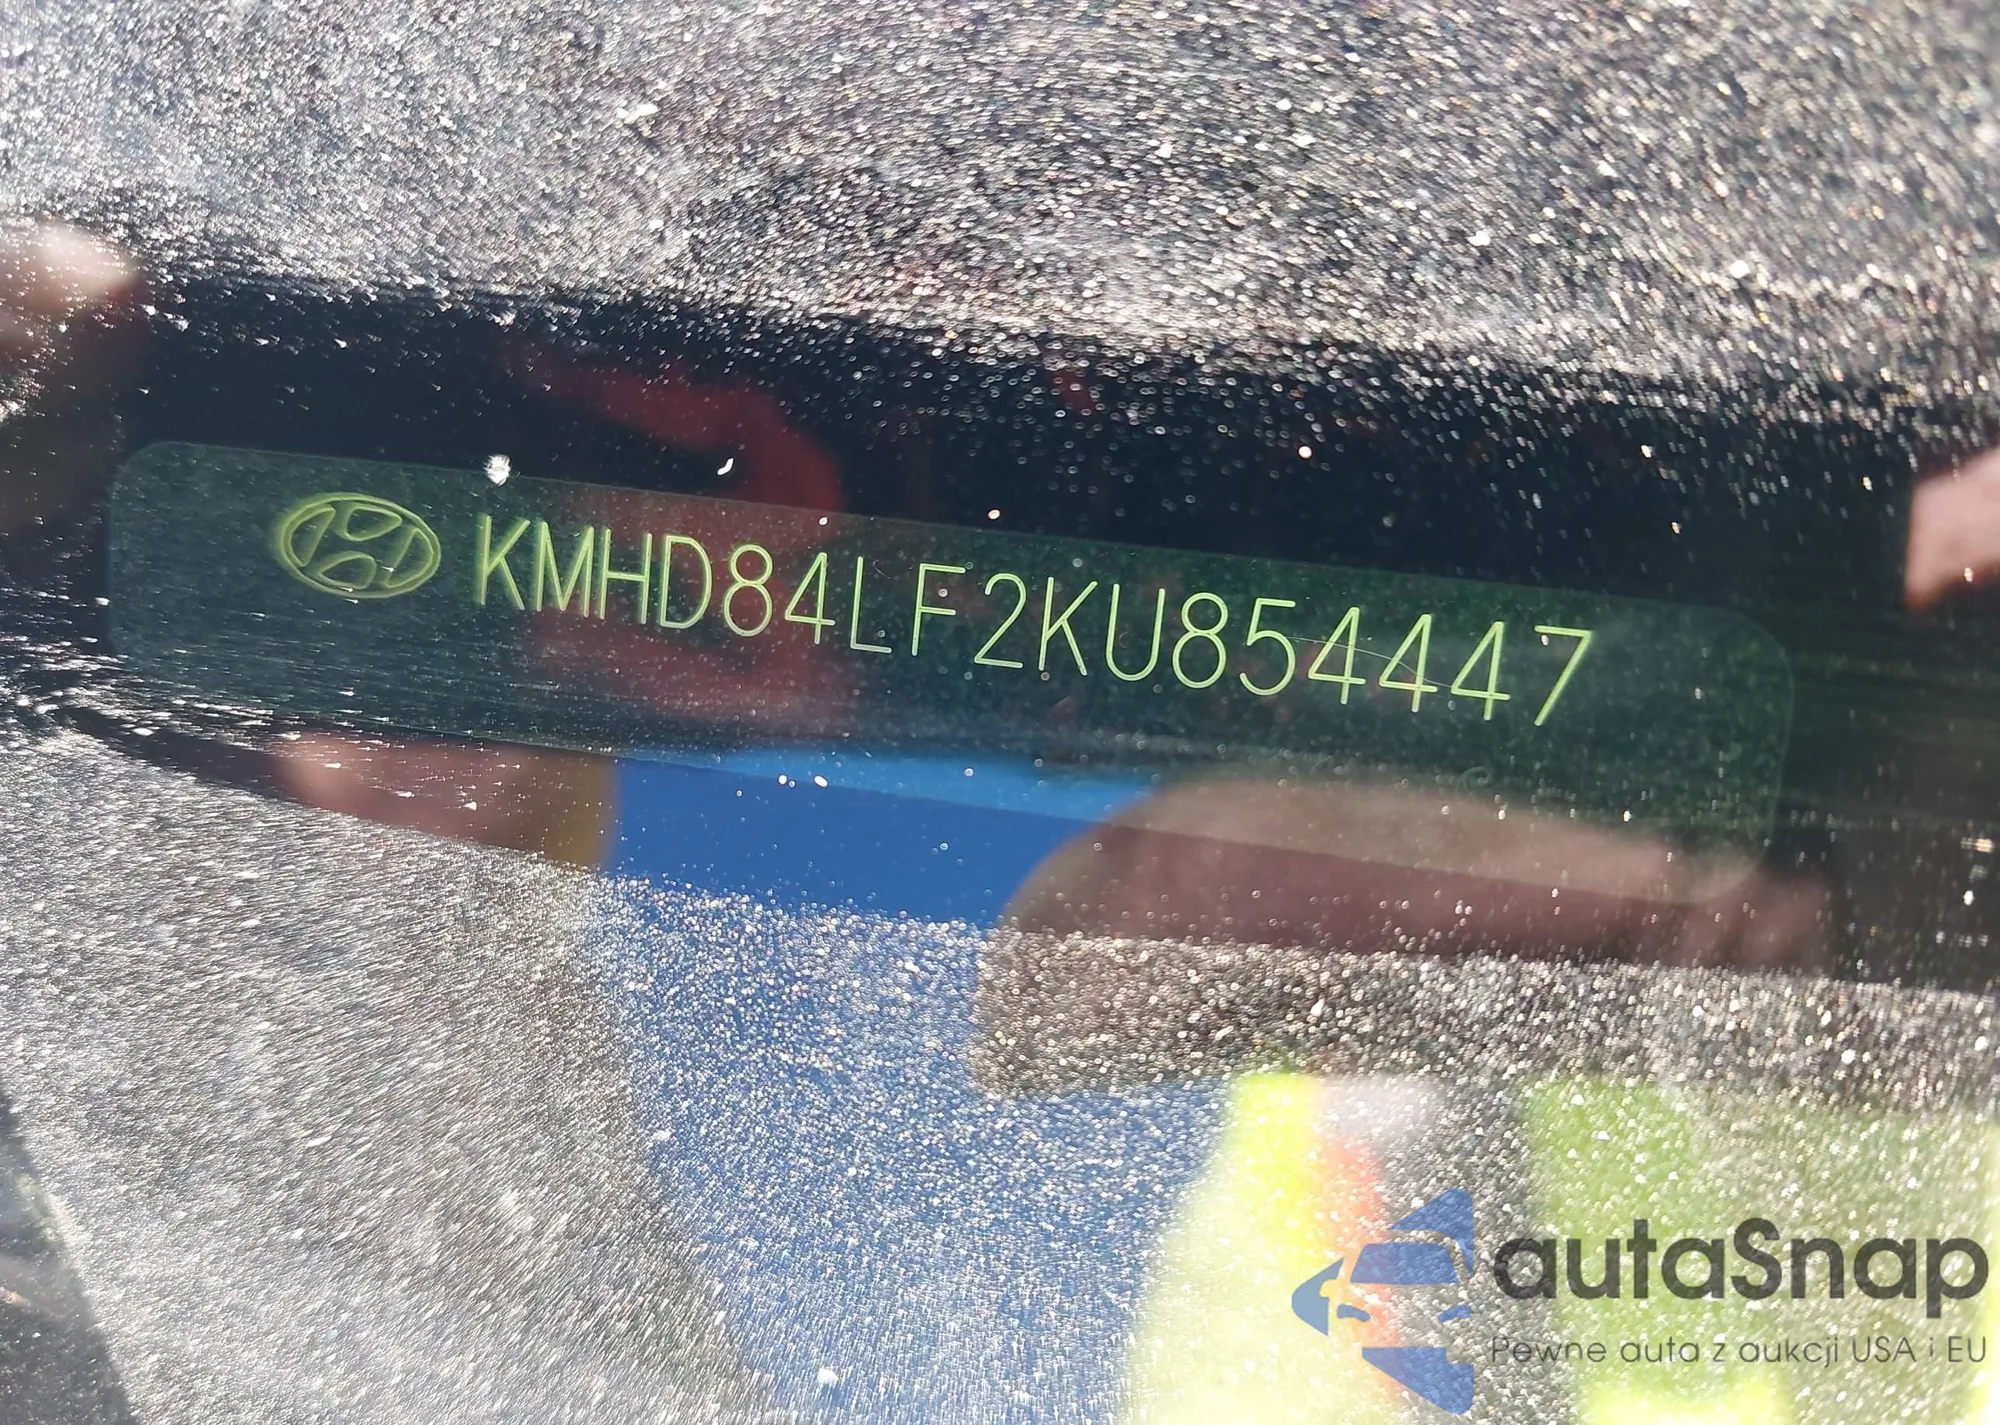 KMHD84LF2KU854447
autaSnap
Pewne auta z aukcji USA i EU